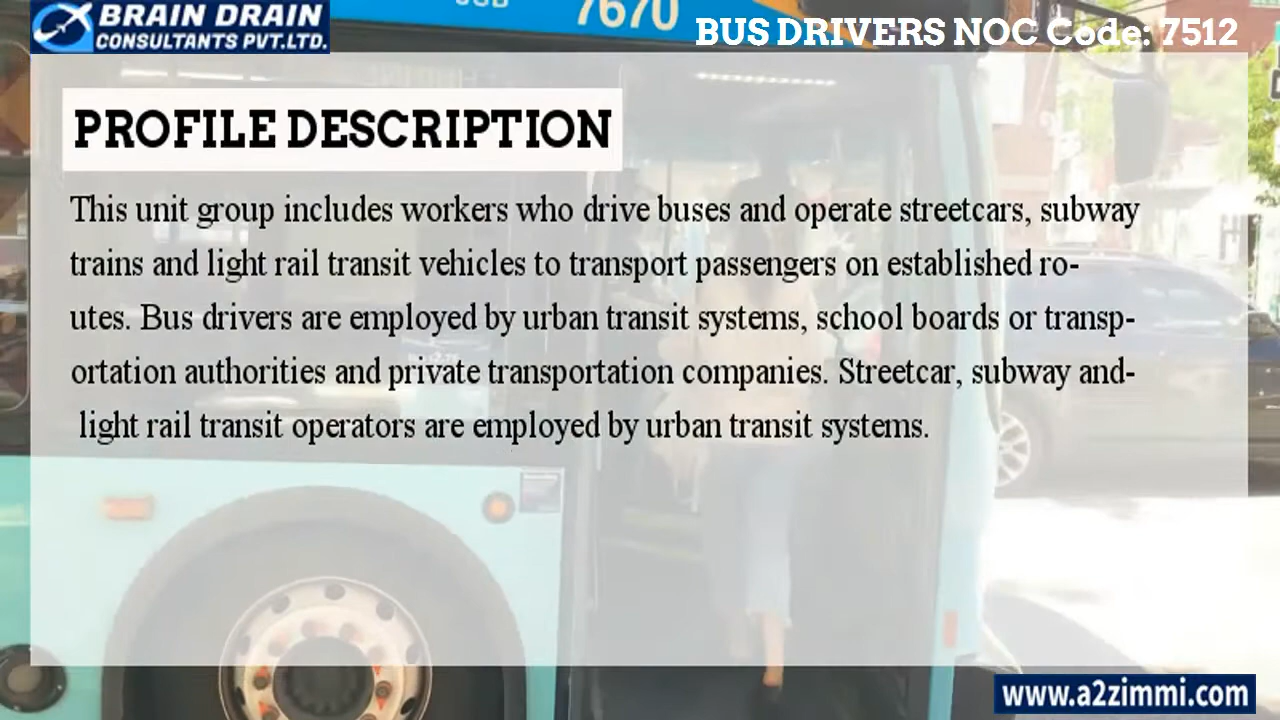 BRAIN DRAIN
CONSULTANTS PVT.LTD.
7670
BUS DRIVERS NOC Code: 7512
PROFILE DESCRIPTION
This unit group includes workers who drive buses and operate streetcars, subway
trains and light rail transit vehicles to transport passengers on established ro-
utes. Bus drivers are employed by urban transit systems, school boards or transp-
ortation authorities and private transportation companies. Streetcar, subway and-
light rail transit operators are employed by urban transit systems.
www.a2zimmi.com